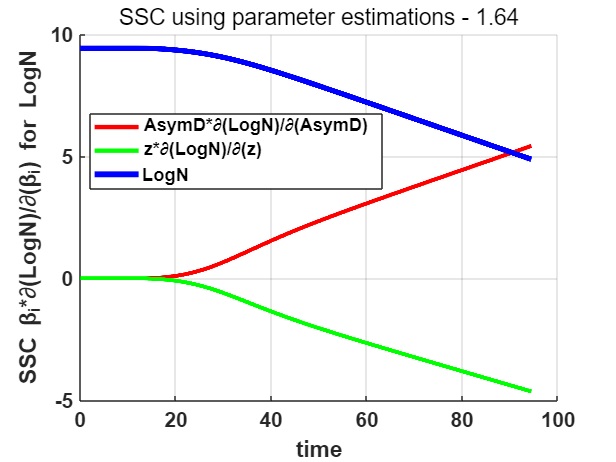 SSC using parameter estimations - 1.64
SSC βi*∂(LogN)/∂(βi) for LogN
10
5
0
-5
AsymD*∂(LogN)/∂(AsymD)
z*∂(LogN)/∂(z)
LogN
0 20 40 60 80 100
time